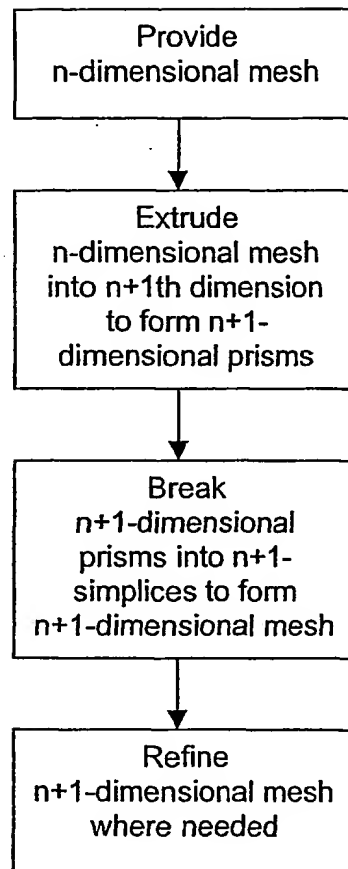 Provide
n-dimensional mesh
Extrude
n-dimensional mesh
into n+1th dimension
to form n+1-
dimensional prisms
Break
n+1-dimensional
prisms into n+1-
simplices to form
n+1-dimensional mesh
Refine
n+1-dimensional mesh
where needed